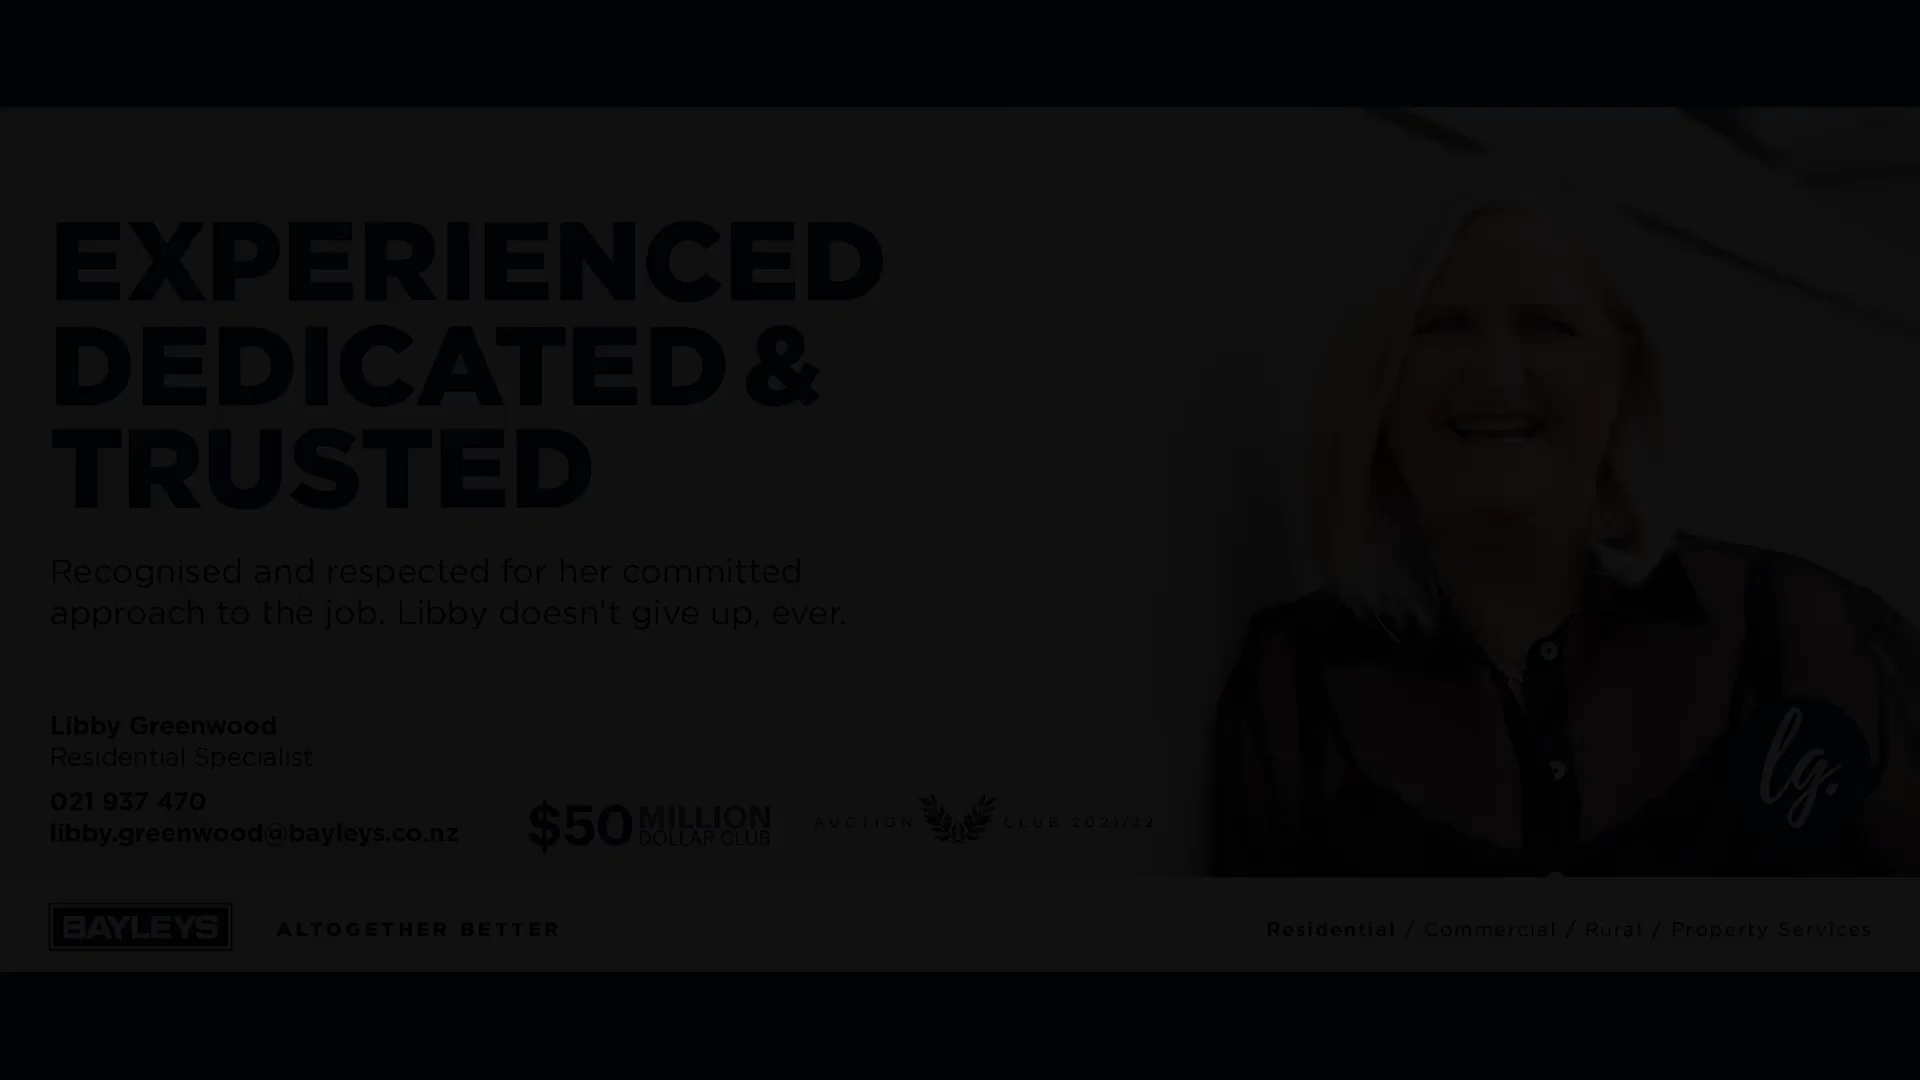 EXPERIENCED
DEDICATED &
TRUSTED
Recognised and respected for her committed
approach to the job. Libby doesn't give up, ever.
Libby Greenwood
Residential Specialist
021 937 470
libby.greenwood@bayleys.co.nz
$50 MILLION
DOLLAR CLUB
AUCTION CLUB 2021/22
lg.
BAYLEYS ALTOGETHER BETTER
Residential / Commercial / Rural / Property Services